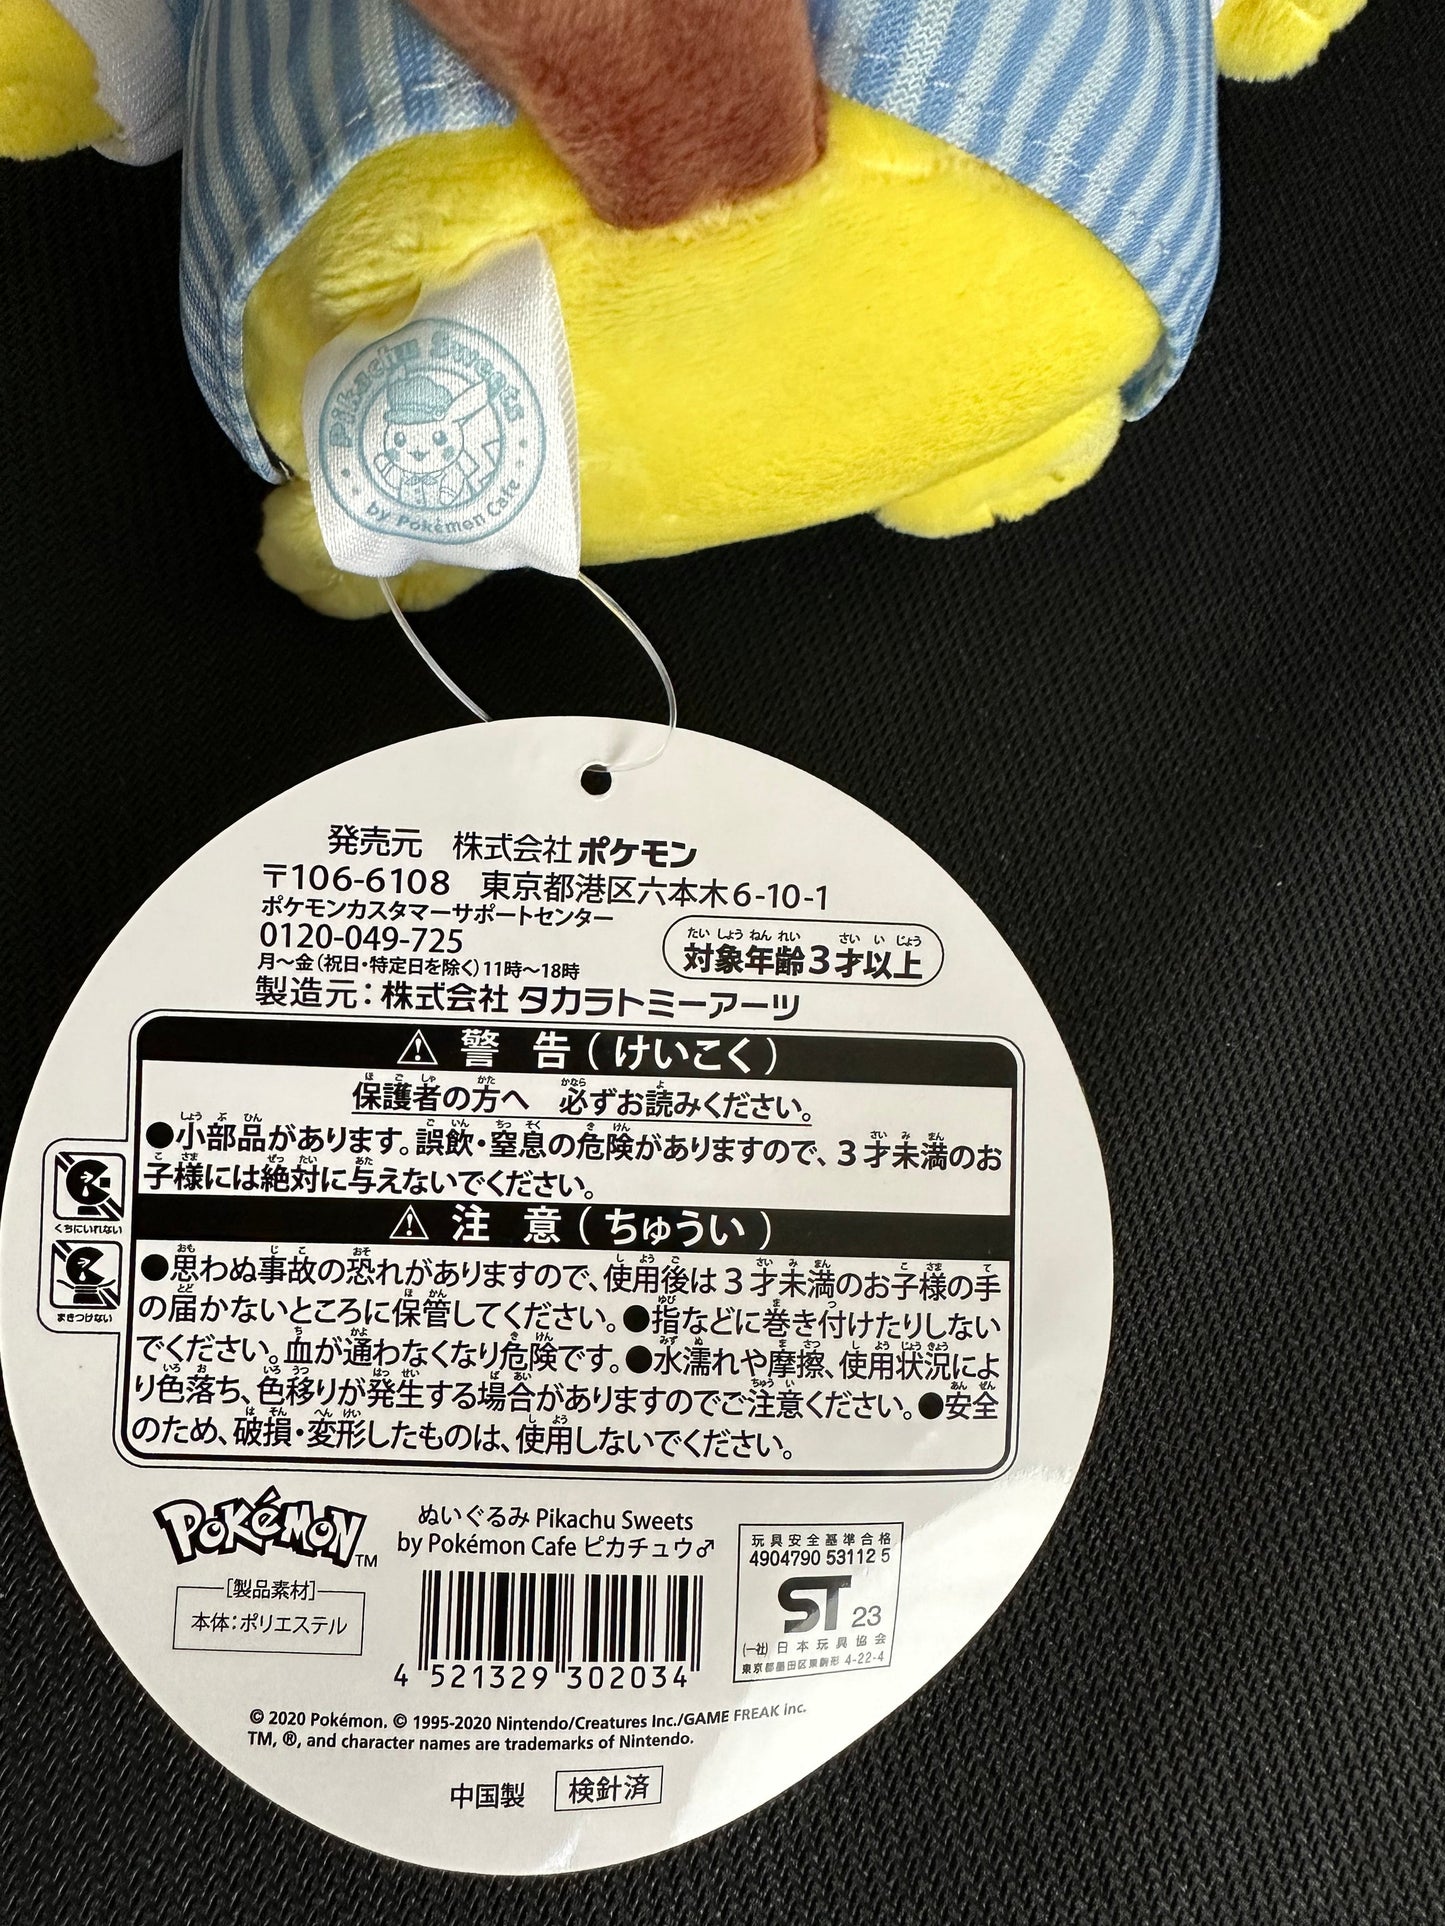 Pikachu Sweets
by Pokémon Cafe
発売元 株式会社ポケモン
〒106-6108 東京都港区六本木6-10-1
ポケモンカスタマーサポートセンター
0120-049-725
月〜金(祝日・特定日を除く)11時〜18時
対象年齢3才以上
たいしょうねんれい さいいじょう
製造元:株式会社 タカラトミーアーツ
⚠ 警 告(けいこく)
保護者の方へ 必ずお読みください。
●小部品があります。誤飲・窒息の危険がありますので、3才未満のお
子様には絶対に与えないでください。
⚠ 注 意(ちゅうい)
●思わぬ事故の恐れがありますので、使用後は3才未満のお子様の手
の届かないところに保管してください。●指などに巻き付けたりしない
でください。血が通わなくなり危険です。●水濡れや摩擦、使用状況によ
り色落ち、色移りが発生する場合がありますのでご注意ください。●安全
のため、破損・変形したものは、使用しないでください。
くちにいれない
まきつけない
POKéMON™
[製品素材]
本体:ポリエステル
ぬいぐるみ Pikachu Sweets
by Pokémon Cafe ピカチュウ♂
4 521329 302034
玩具安全基準合格
4904790 53112 5
ST 23
(一社)日本玩具協会
東京都墨田区東駒形 4-22-4
© 2020 Pokémon. © 1995-2020 Nintendo/Creatures Inc./GAME FREAK inc.
TM, ®, and character names are trademarks of Nintendo.
中国製 検針済